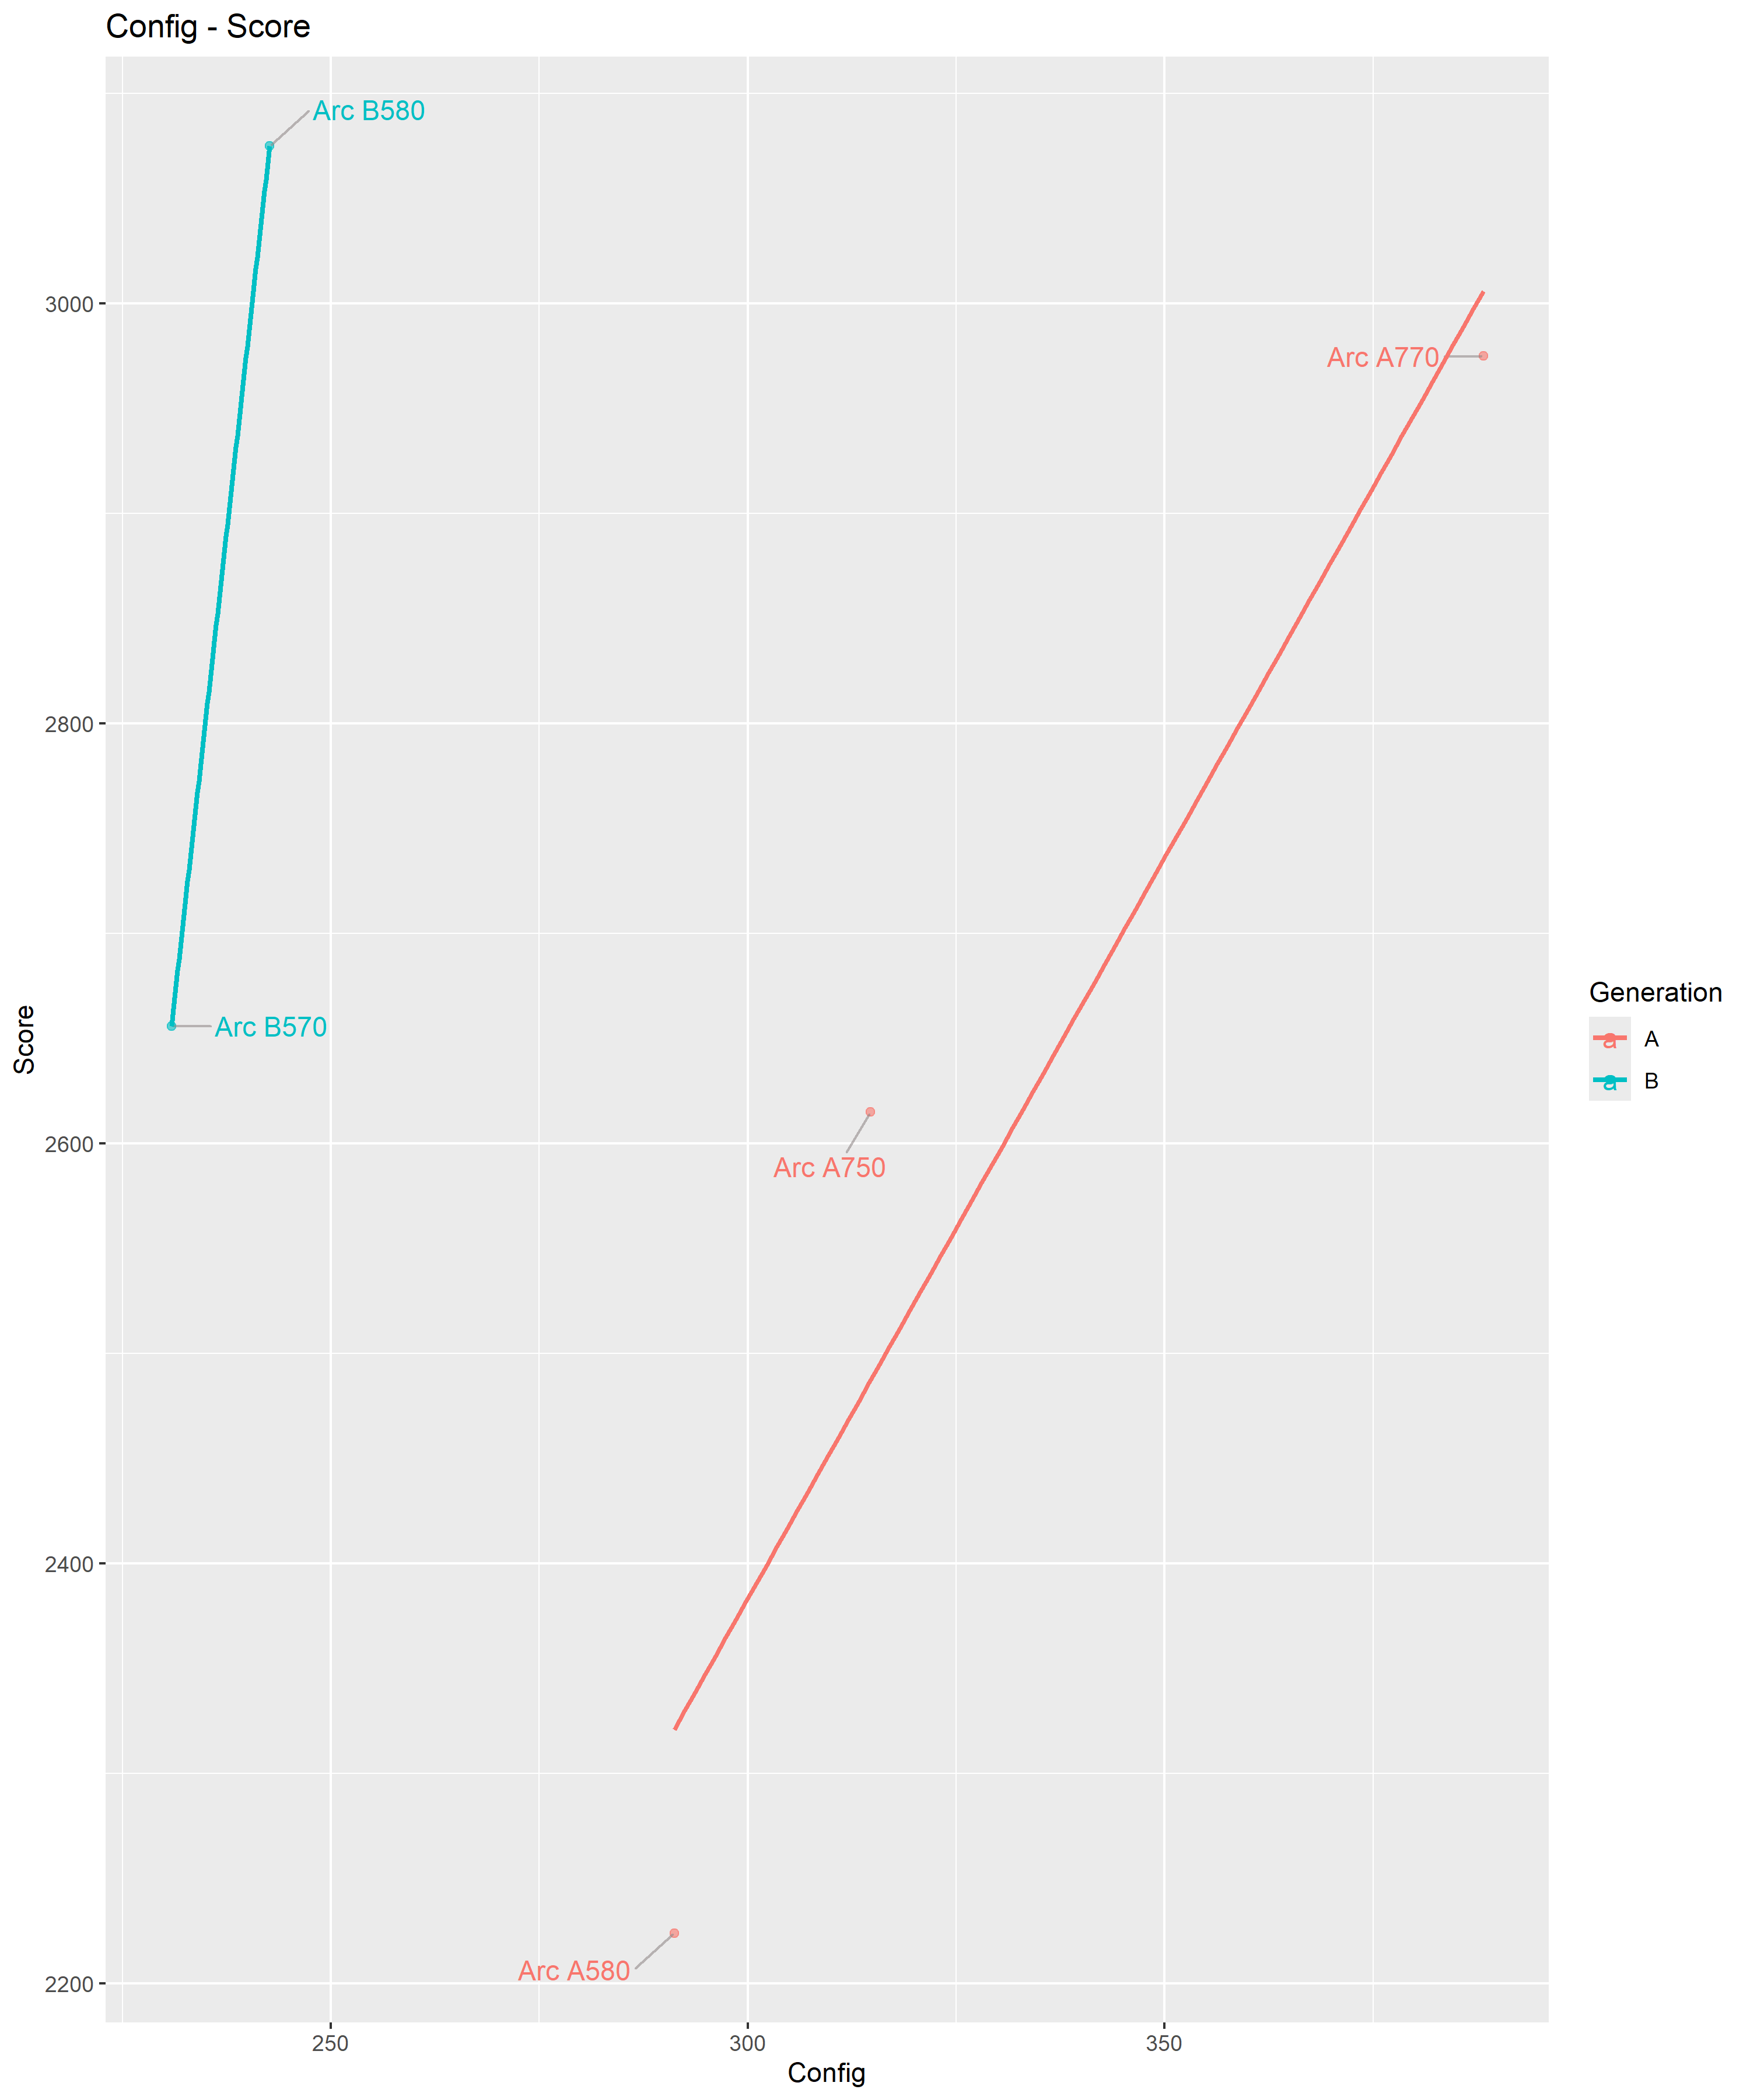 Config - Score
Arc B580
3000
Arc A770
2800
Score
Arc B570
Generation
a A
a B
2600
Arc A750
2400
Arc A580
2200
250 300 350
Config